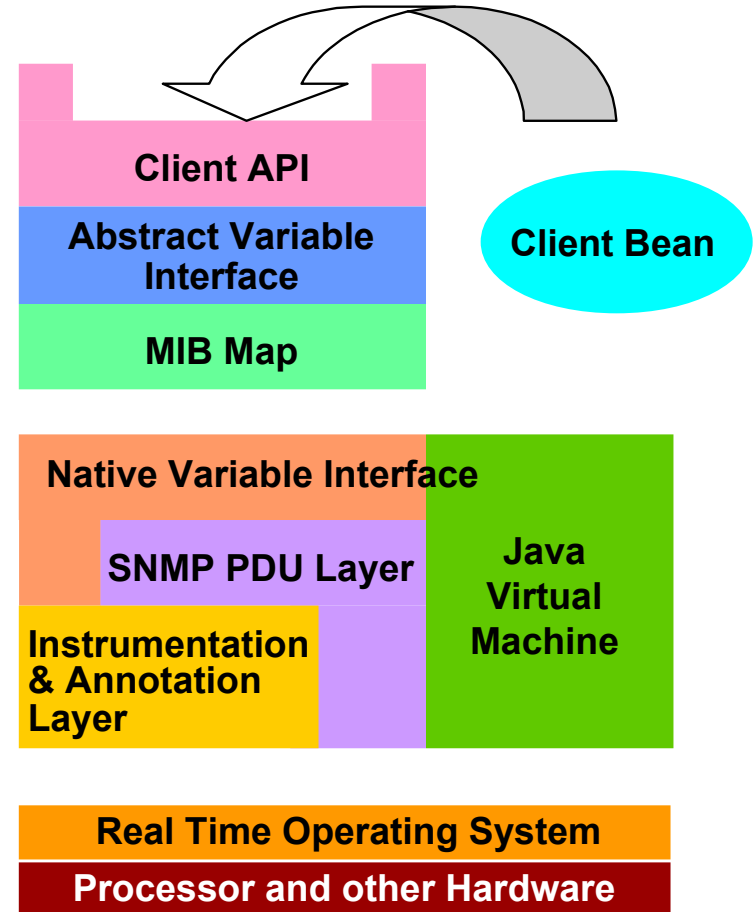 Client API
Client Bean
Abstract Variable
Interface
MIB Map
Native Variable Interface
SNMP PDU Layer
Java
Virtual
Machine
Instrumentation
& Annotation
Layer
Real Time Operating System
Processor and other Hardware